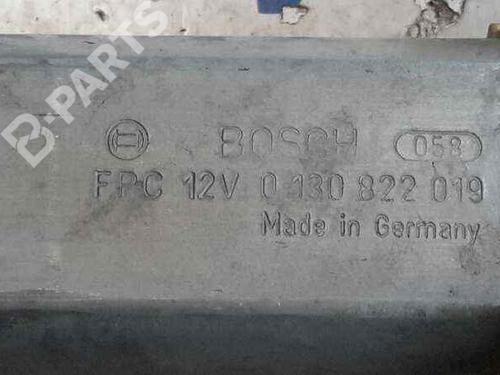 BOSCH 058
FPC 12V 0 130 822 019
Made in Germany
B-PARTS